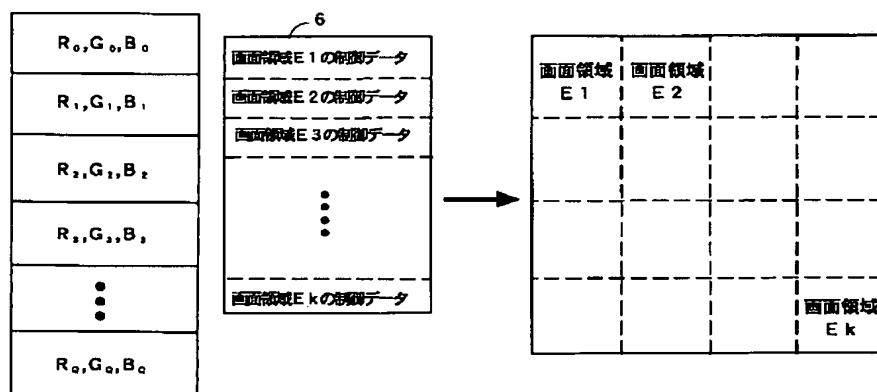 R₀,G₀,B₀
R₁,G₁,B₁
R₂,G₂,B₂
R₃,G₃,B₃
R_Q,G_Q,B_Q
6
画面領域E1の制御データ
画面領域E2の制御データ
画面領域E3の制御データ
画面領域Ekの制御データ
画面領域
E1
画面領域
E2
画面領域
Ek